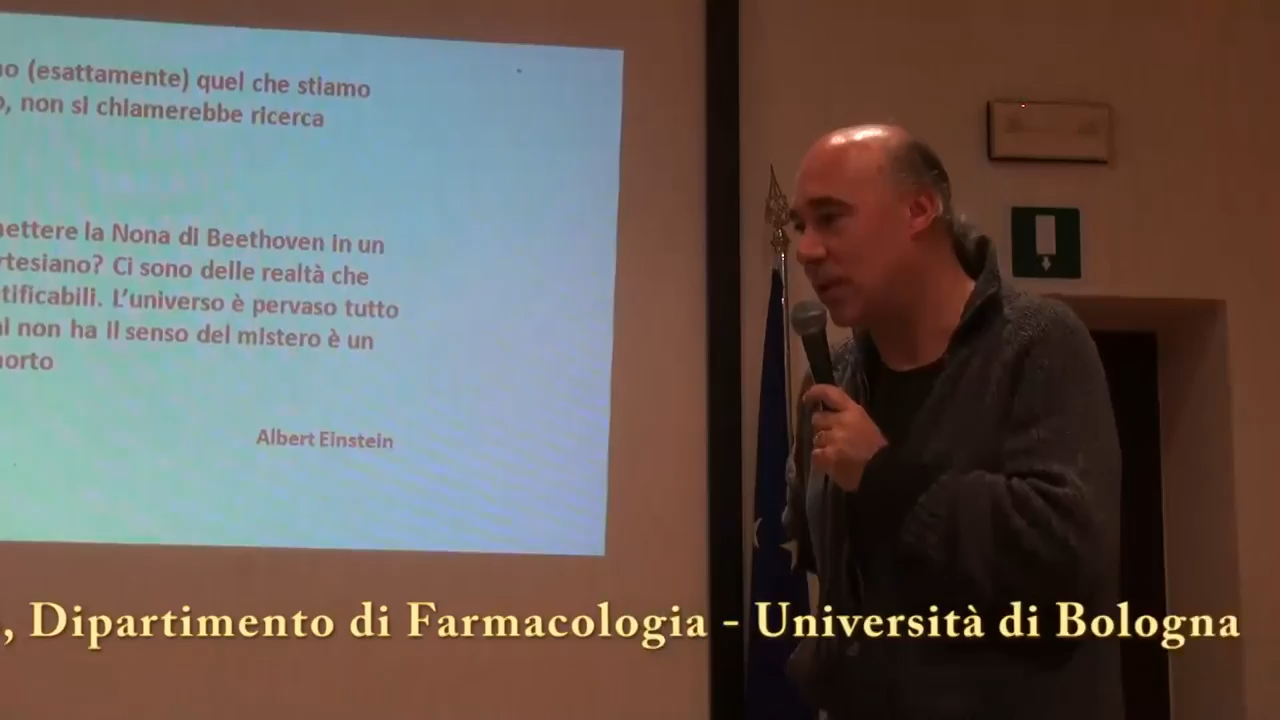 o (esattamente) quel che stiamo
o, non si chiamerebbe ricerca
ettere la Nona di Beethoven in un
rtesiano? Ci sono delle realtà che
tificabili. L'universo è pervaso tutto
i non ha il senso del mistero è un
orto
Albert Einstein
, Dipartimento di Farmacologia - Università di Bologna